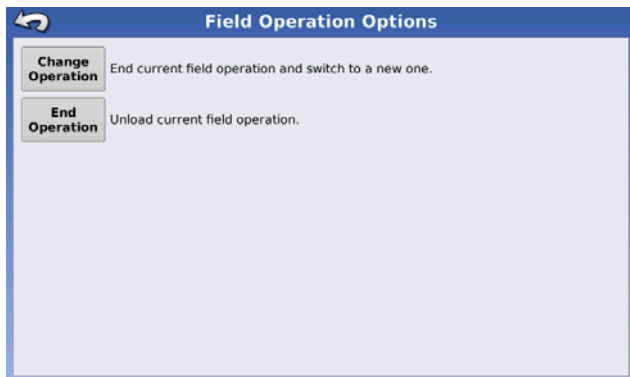 Field Operation Options
Change
Operation
End current field operation and switch to a new one.
End
Operation
Unload current field operation.